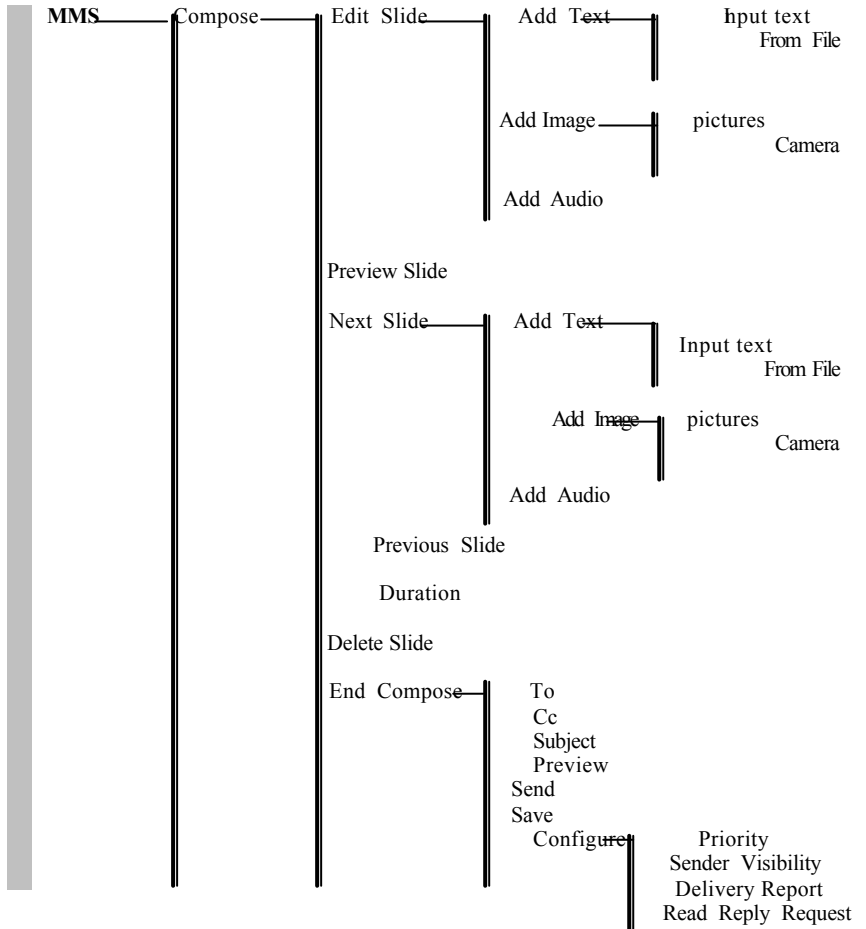 MMS Compose Edit Slide Add Text Input text
From File
Add Image pictures
Camera
Add Audio
Preview Slide
Next Slide Add Text
Input text
From File
Add Image pictures
Camera
Add Audio
Previous Slide
Duration
Delete Slide
End Compose To
Cc
Subject
Preview
Send
Save
Configure Priority
Sender Visibility
Delivery Report
Read Reply Request